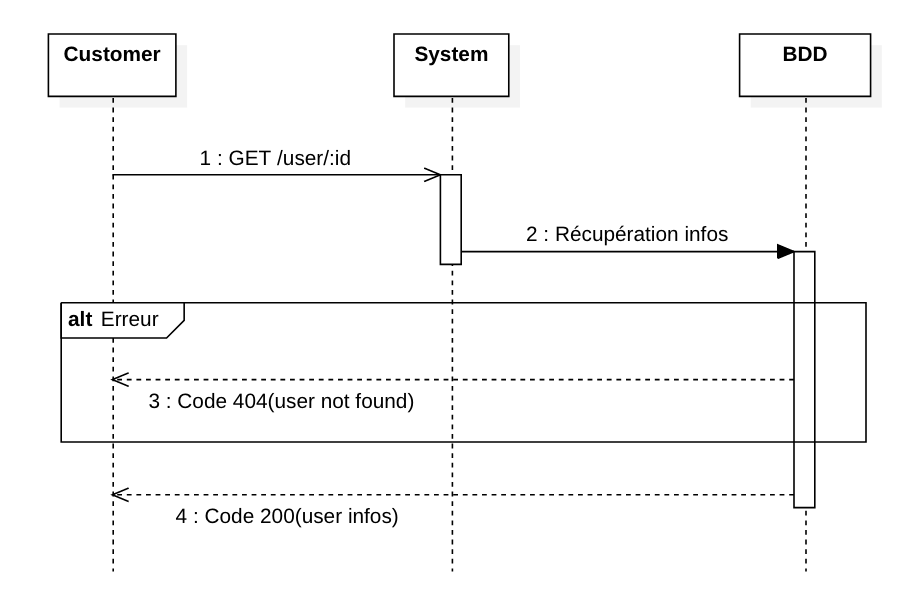 Customer
System
BDD
1 : GET /user/:id
2 : Récupération infos
alt Erreur
3 : Code 404(user not found)
4 : Code 200(user infos)